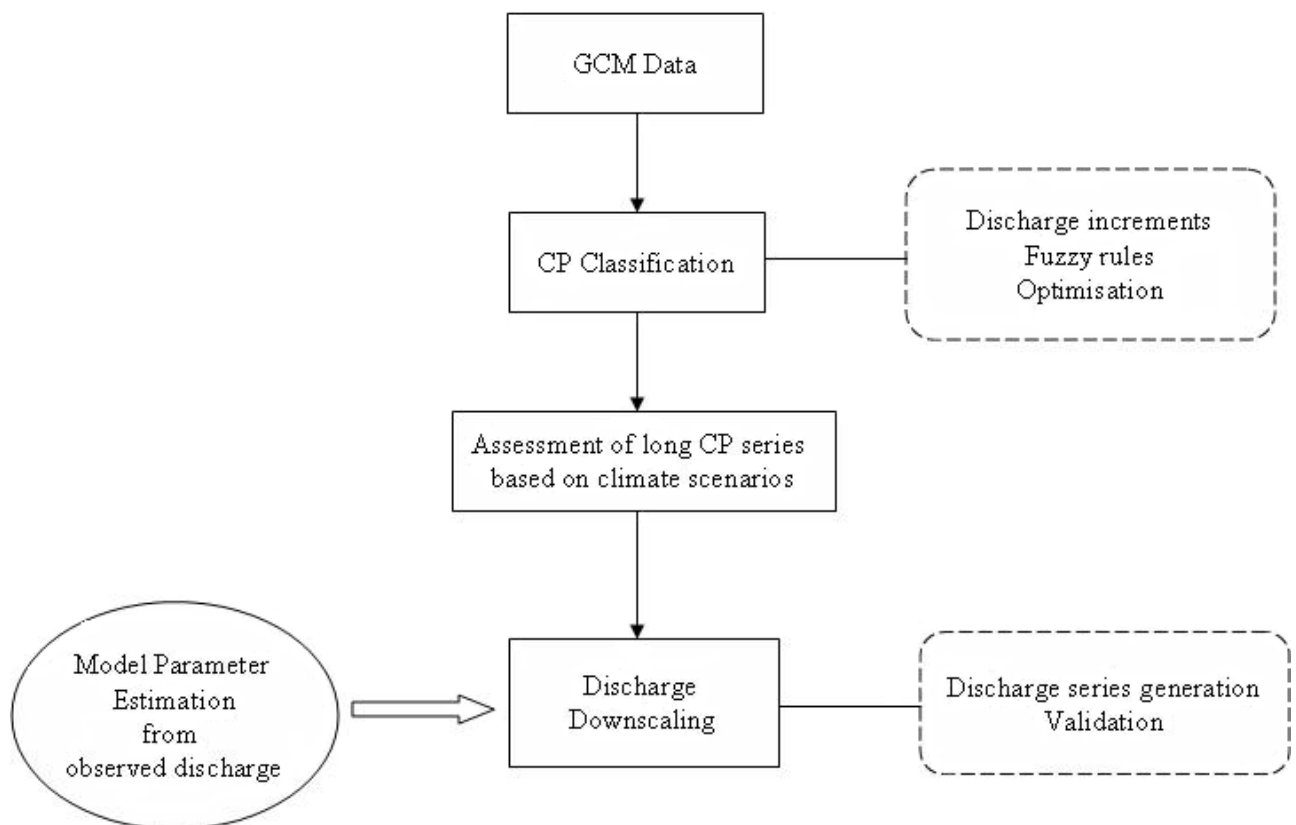 GCM Data
CP Classification
Discharge increments
Fuzzy rules
Optimisation
Assessment of long CP series
based on climate scenarios
Model Parameter
Estimation
from
observed discharge
Discharge
Downscaling
Discharge series generation
Validation